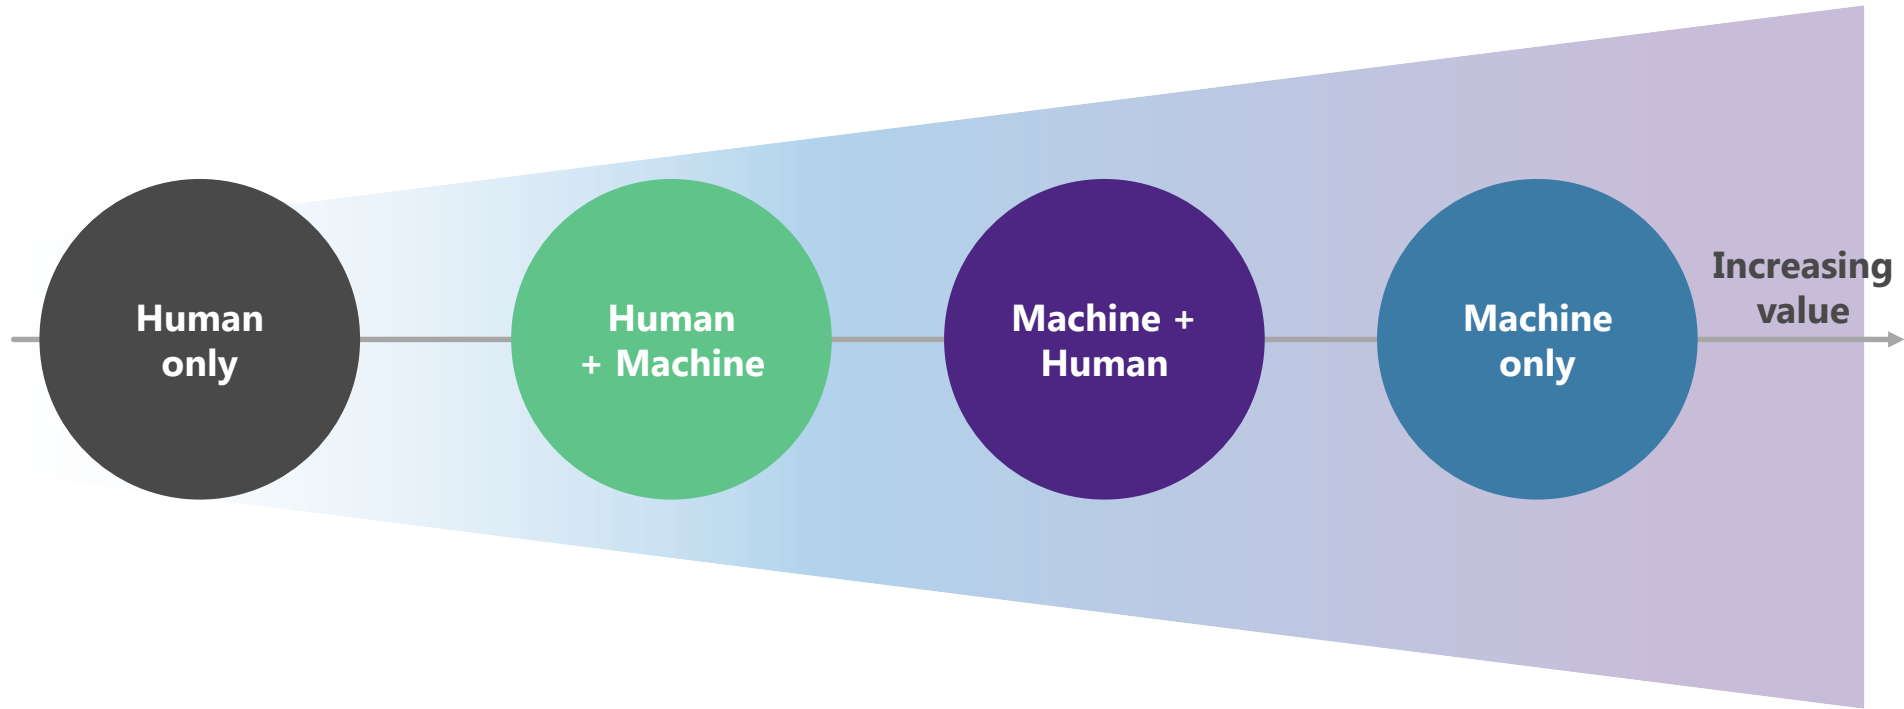 Human
only
Human
+ Machine
Machine +
Human
Machine
only
Increasing
value